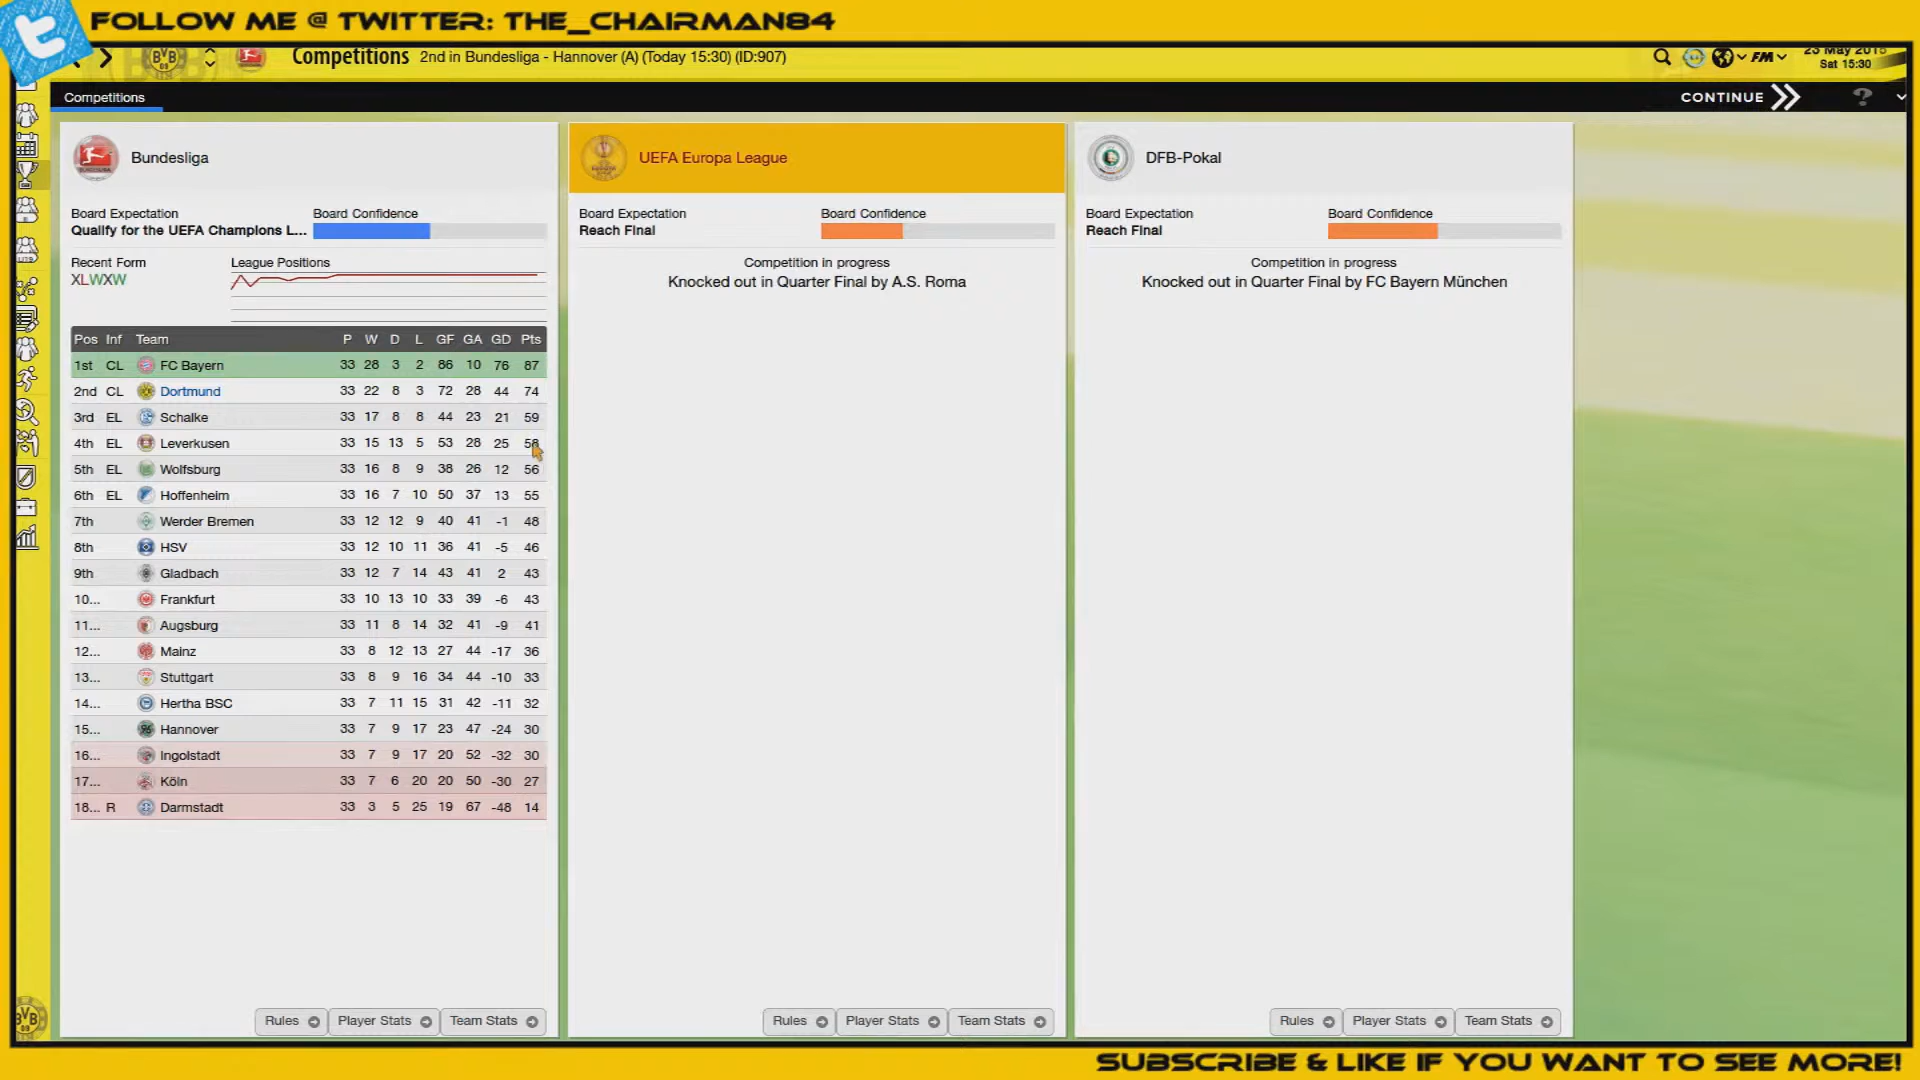 FOLLOW ME @ TWITTER: THE_CHAIRMAN84
Competitions 2nd in Bundesliga - Hannover (A) (Today 15:30) (ID:907)
FM
Sat 15:30
Competitions
CONTINUE
Bundesliga
Board Expectation Board Confidence
Qualify for the UEFA Champions L...
Recent Form League Positions
XLWXW
Pos Inf Team P W D L GF GA GD Pts
1st CL FC Bayern 33 28 3 2 86 10 76 87
2nd CL Dortmund 33 22 8 3 72 28 44 74
3rd EL Schalke 33 17 8 8 44 23 21 59
4th EL Leverkusen 33 15 13 5 53 28 25 58
5th EL Wolfsburg 33 16 8 9 38 26 12 56
6th EL Hoffenheim 33 16 7 10 50 37 13 55
7th Werder Bremen 33 12 12 9 40 41 -1 48
8th HSV 33 12 10 11 36 41 -5 46
9th Gladbach 33 12 7 14 43 41 2 43
10... Frankfurt 33 10 13 10 33 39 -6 43
11... Augsburg 33 11 8 14 32 41 -9 41
12... Mainz 33 8 12 13 27 44 -17 36
13... Stuttgart 33 8 9 16 34 44 -10 33
14... Hertha BSC 33 7 11 15 31 42 -11 32
15... Hannover 33 7 9 17 23 47 -24 30
16... Ingolstadt 33 7 9 17 20 52 -32 30
17... Köln 33 7 6 20 20 50 -30 27
18... R Darmstadt 33 3 5 25 19 67 -48 14
Rules Player Stats Team Stats
UEFA Europa League
Board Expectation Board Confidence
Reach Final
Competition in progress
Knocked out in Quarter Final by A.S. Roma
Rules Player Stats Team Stats
DFB-Pokal
Board Expectation Board Confidence
Reach Final
Competition in progress
Knocked out in Quarter Final by FC Bayern München
Rules Player Stats Team Stats
SUBSCRIBE & LIKE IF YOU WANT TO SEE MORE!